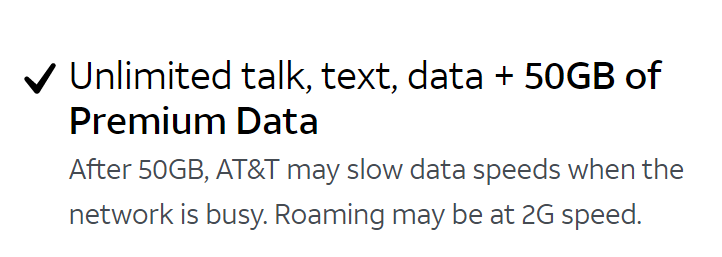 Unlimited talk, text, data + 50GB of
Premium Data
After 50GB, AT&T may slow data speeds when the
network is busy. Roaming may be at 2G speed.